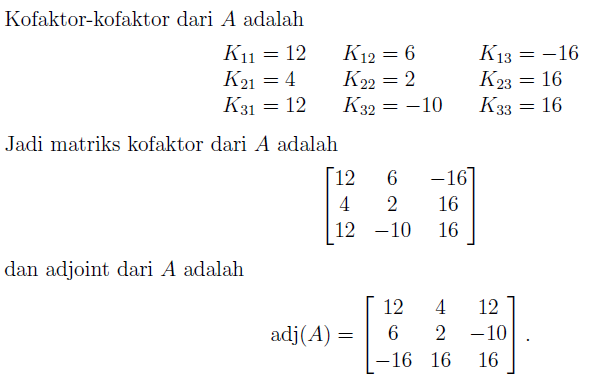 Kofaktor-kofaktor dari A adalah
K₁₁ = 12 K₁₂ = 6 K₁₃ = −16
K₂₁ = 4 K₂₂ = 2 K₂₃ = 16
K₃₁ = 12 K₃₂ = −10 K₃₃ = 16
Jadi matriks kofaktor dari A adalah
12 6 −16
4 2 16
12 −10 16
dan adjoint dari A adalah
12 4 12
adj(A) = 6 2 −10 .
−16 16 16